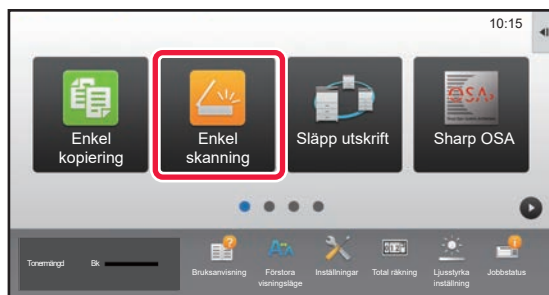 10:15
Enkel
kopiering
Enkel
skanning
Släpp utskrift
Sharp OSA
Tonermängd
Bk
Bruksanvisning
Förstora
visningsläge
Inställningar
Total räkning
Ljusstyrka
inställning
Jobbstatus